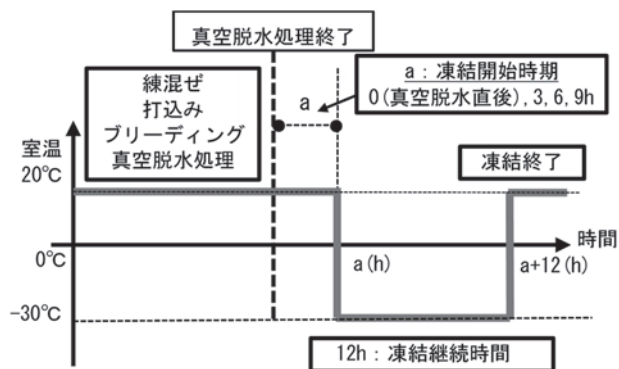 真空脱水処理終了
練混ぜ
打込み
ブリーディング
真空脱水処理
a
a：凍結開始時期
0(真空脱水直後),3,6,9h
室温
20℃
凍結終了
時間
0℃
a(h)
a+12(h)
-30℃
12h：凍結継続時間